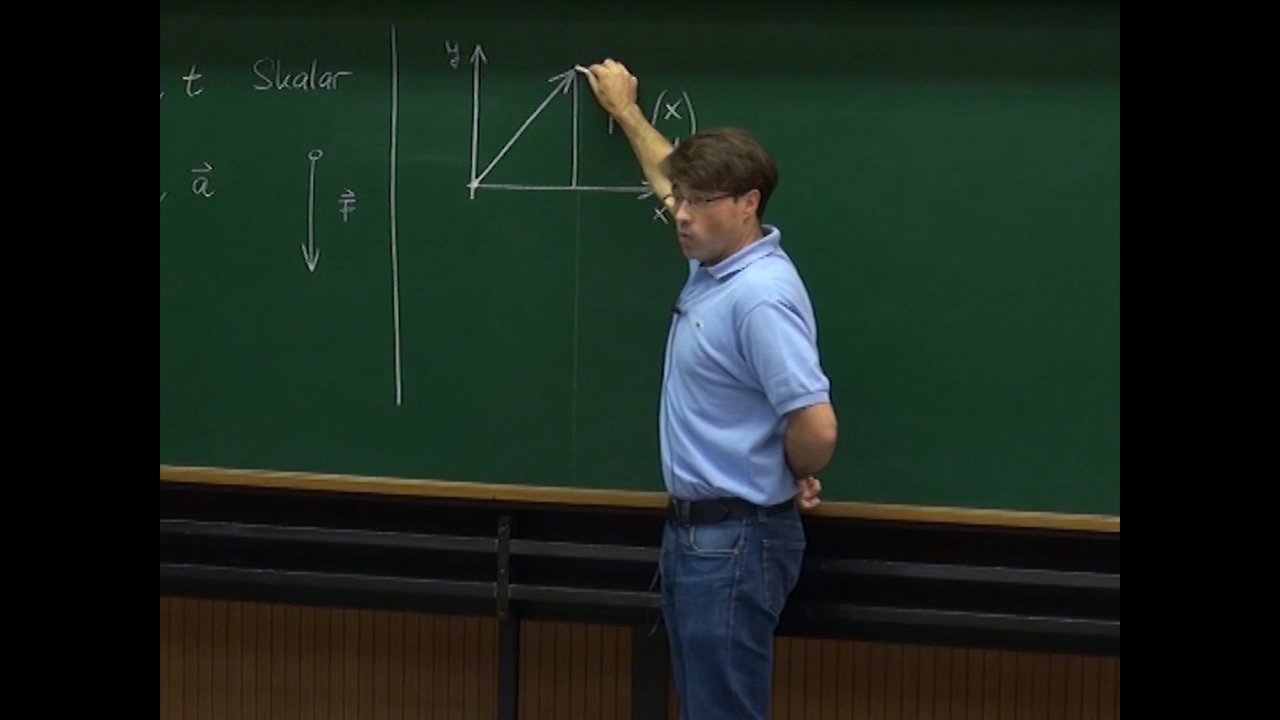 , t Skalar
, a⃗
F⃗
y
x
(x